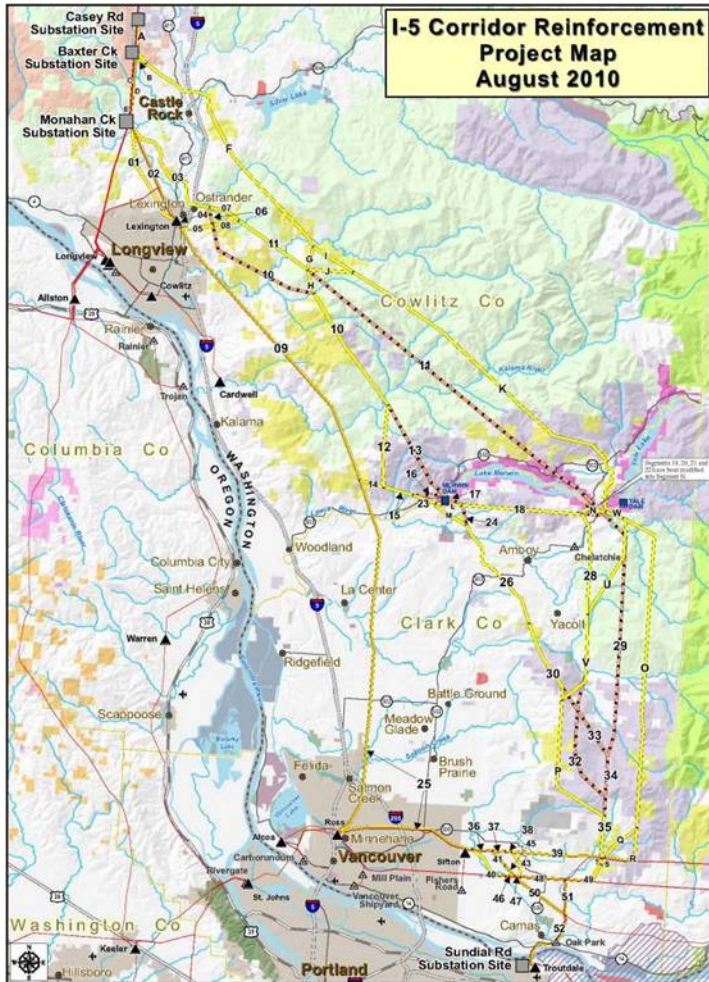 I-5 Corridor Reinforcement
Project Map
August 2010
Casey Rd
Substation Site
Baxter Ck
Substation Site
Monahan Ck
Substation Site
A
B
C
D
Castle
Rock
Silver Lake
F
01
02
03
Lexington
Ostrander
Lexington
04
07
06
05
08
11
G
I
J
H
10
10
Longview
Longview
Cowlitz
Allston
Rainier
Rainier
Trojan
Cardwell
Kalama
09
Cowlitz Co
11
Kalama River
K
Columbia Co
WASHINGTON
OREGON
12
13
14
16
15
23
MERWIN
DAM
17
24
18
Lake Merwin
N
W
YALE
DAM
Woodland
Columbia City
Saint Helens
La Center
Amboy
Chelatchie
26
28
U
Clark Co
Yacolt
29
O
V
Warren
Ridgefield
30
Scappoose
Battle Ground
Meadow
Glade
Brush
Prairie
33
32
34
P
Felida
Salmon
Creek
25
35
Q
R
S
Ross
Minnehaha
Alcoa
Carborundum
Vancouver
Sifton
36
37
38
45
41
43
39
40
48
49
46
47
50
51
52
Rivergate
St. Johns
Mill Plain
Vancouver
Shipyard
Fishers
Road
Camas
Oak Park
Washington Co
Keeler
Hillsboro
Portland
Sundial Rd
Substation Site
Troutdale